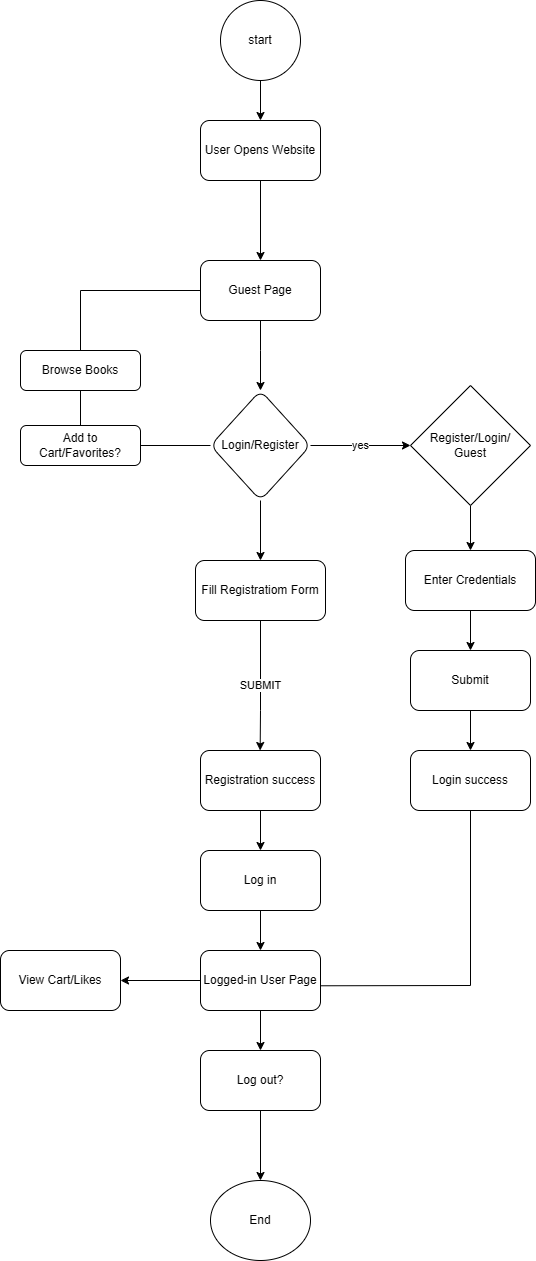 start
User Opens Website
Guest Page
Browse Books
Add to
Cart/Favorites?
Login/Register
yes
Register/Login/
Guest
Fill Registratiom Form
Enter Credentials
SUBMIT
Submit
Registration success
Login success
Log in
View Cart/Likes
Logged-in User Page
Log out?
End